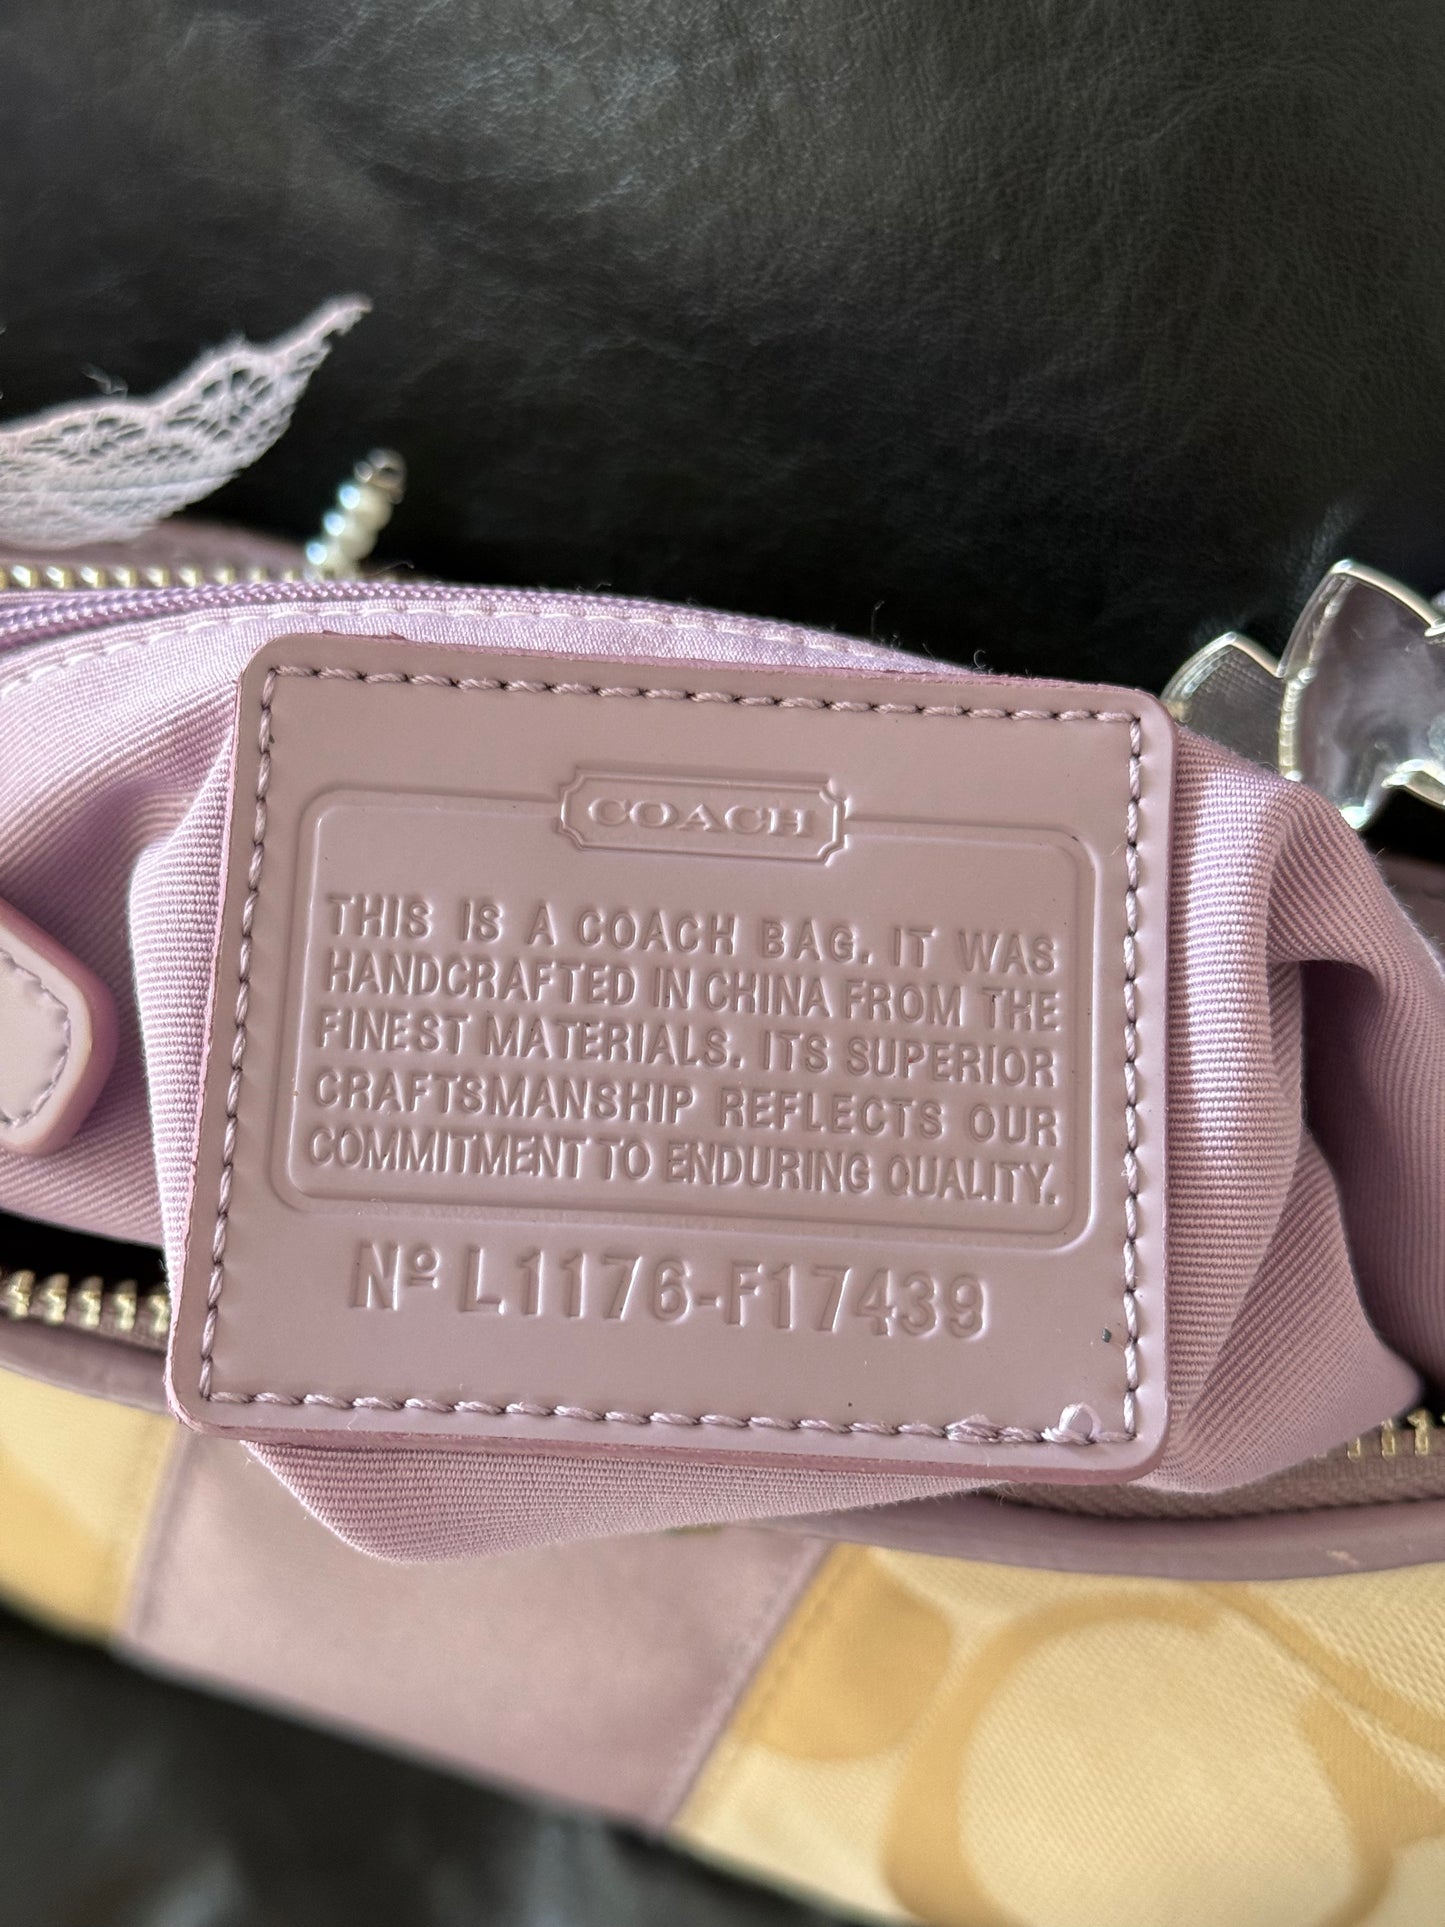 COACH
THIS IS A COACH BAG. IT WAS
HANDCRAFTED IN CHINA FROM THE
FINEST MATERIALS. ITS SUPERIOR
CRAFTSMANSHIP REFLECTS OUR
COMMITMENT TO ENDURING QUALITY.
Nº L1176-F17439